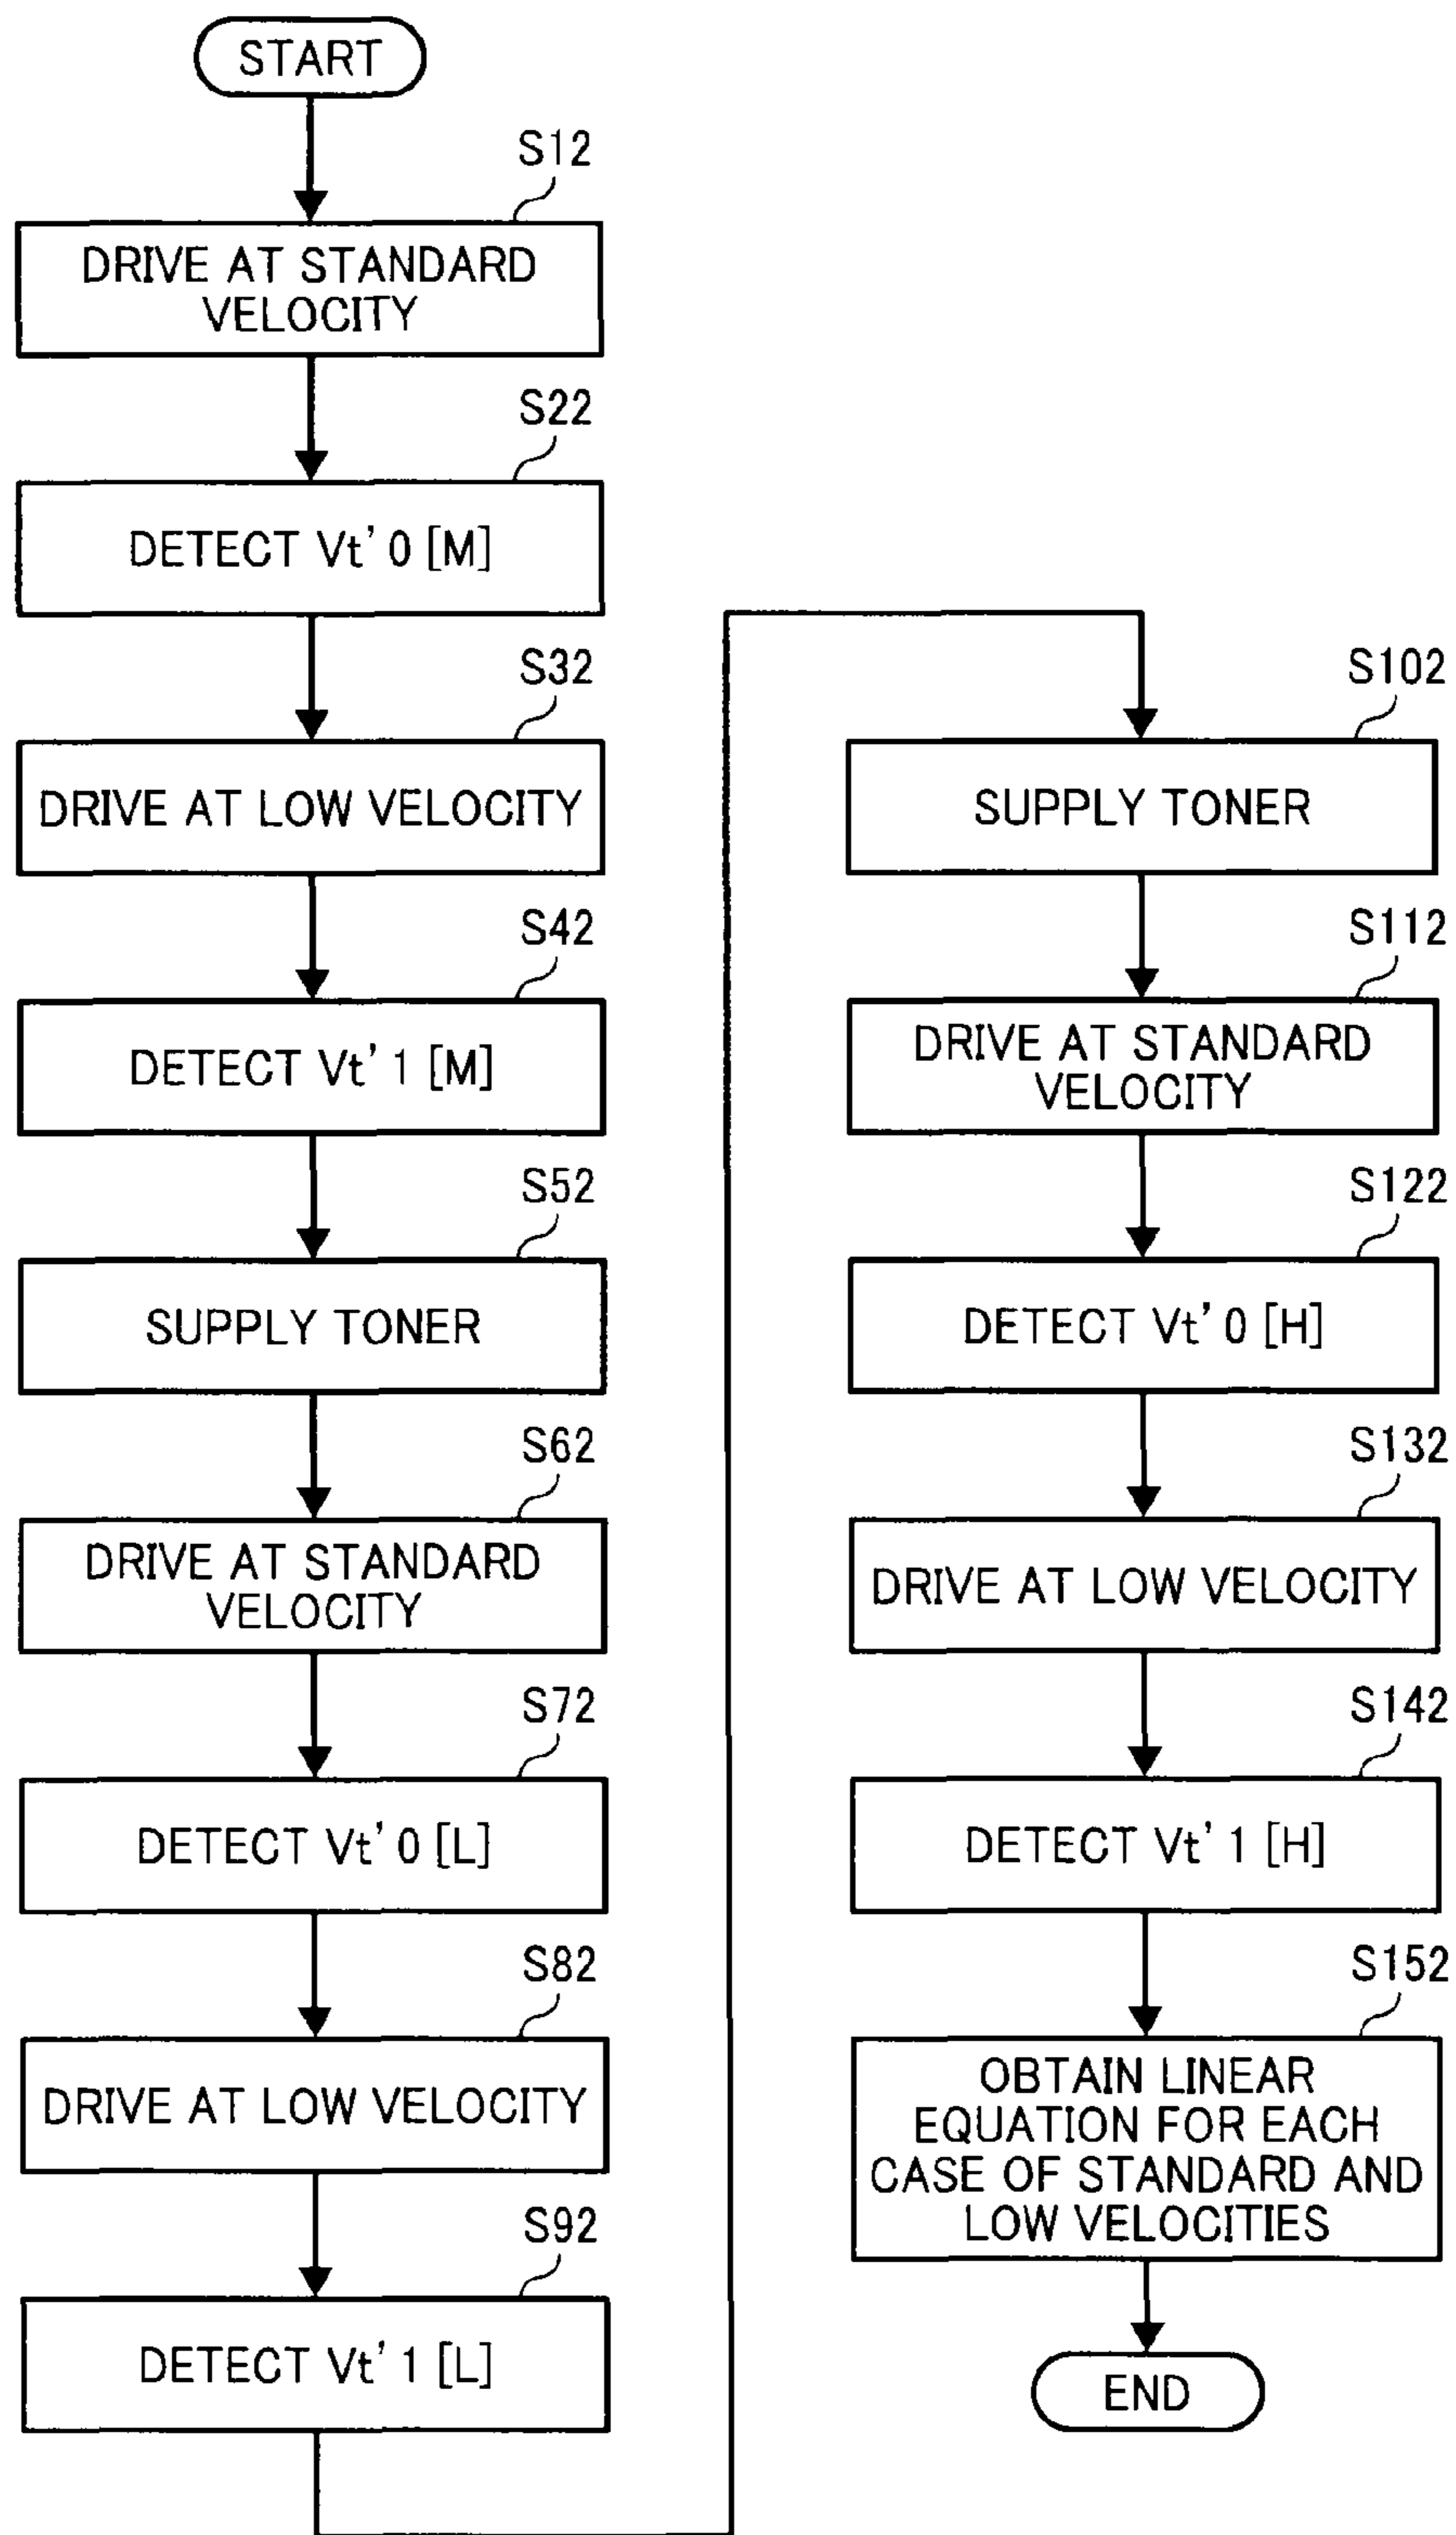 START
S12
DRIVE AT STANDARD
VELOCITY
S22
DETECT Vt'0 [M]
S32
DRIVE AT LOW VELOCITY
S42
DETECT Vt'1 [M]
S52
SUPPLY TONER
S62
DRIVE AT STANDARD
VELOCITY
S72
DETECT Vt'0 [L]
S82
DRIVE AT LOW VELOCITY
S92
DETECT Vt'1 [L]
S102
SUPPLY TONER
S112
DRIVE AT STANDARD
VELOCITY
S122
DETECT Vt'0 [H]
S132
DRIVE AT LOW VELOCITY
S142
DETECT Vt'1 [H]
S152
OBTAIN LINEAR
EQUATION FOR EACH
CASE OF STANDARD AND
LOW VELOCITIES
END